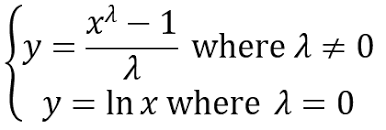 y = (x^λ − 1)/λ where λ ≠ 0
y = ln x where λ = 0